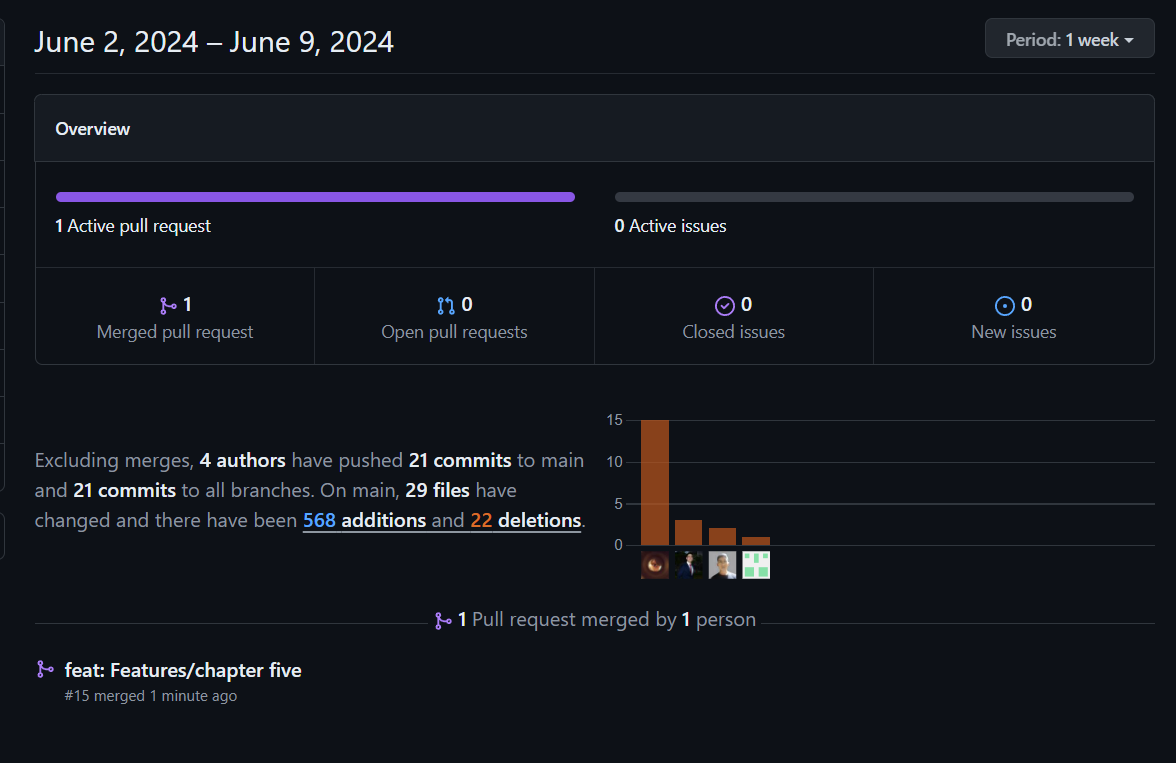 June 2, 2024 – June 9, 2024
Period: 1 week
Overview
1 Active pull request
0 Active issues
1
Merged pull request
0
Open pull requests
0
Closed issues
0
New issues
Excluding merges, 4 authors have pushed 21 commits to main
and 21 commits to all branches. On main, 29 files have
changed and there have been 568 additions and 22 deletions.
15
10
5
0
1 Pull request merged by 1 person
feat: Features/chapter five
#15 merged 1 minute ago